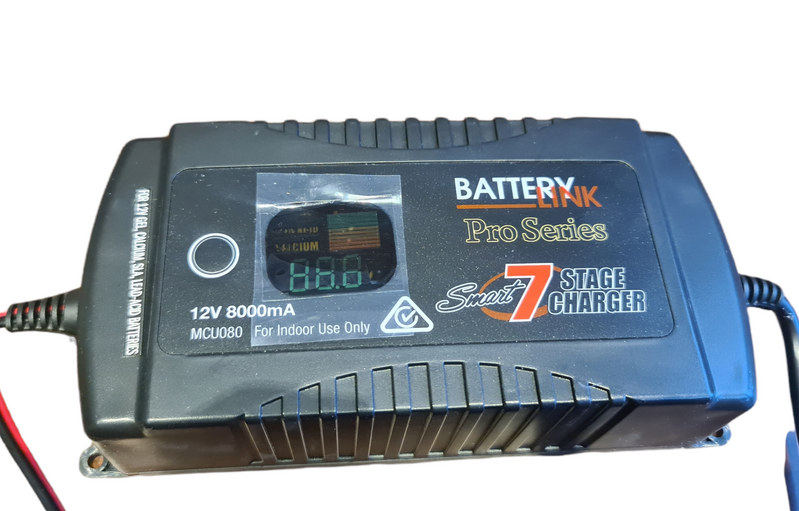 BATTERY
LINK
Pro Series
Smart 7 STAGE
CHARGER
CALCIUM
12V 8000mA
MCU080 For Indoor Use Only
FOR 12V GEL, CALCIUM SLA, LEAD-ACID BATTERIES